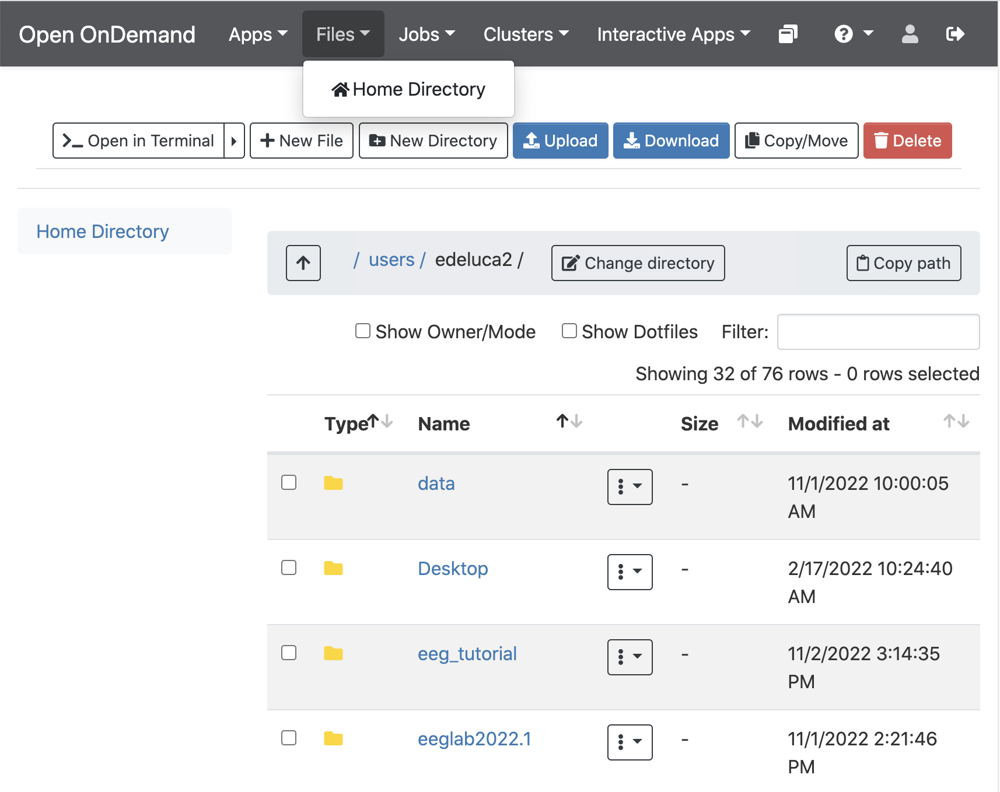 Open OnDemand Apps Files Jobs Clusters Interactive Apps
Home Directory
Open in Terminal New File New Directory Upload Download Copy/Move Delete
Home Directory
/ users / edeluca2 / Change directory Copy path
Show Owner/Mode Show Dotfiles Filter:
Showing 32 of 76 rows - 0 rows selected
Type Name Size Modified at
data - 11/1/2022 10:00:05
AM
Desktop - 2/17/2022 10:24:40
AM
eeg_tutorial - 11/2/2022 3:14:35
PM
eeglab2022.1 - 11/1/2022 2:21:46
PM